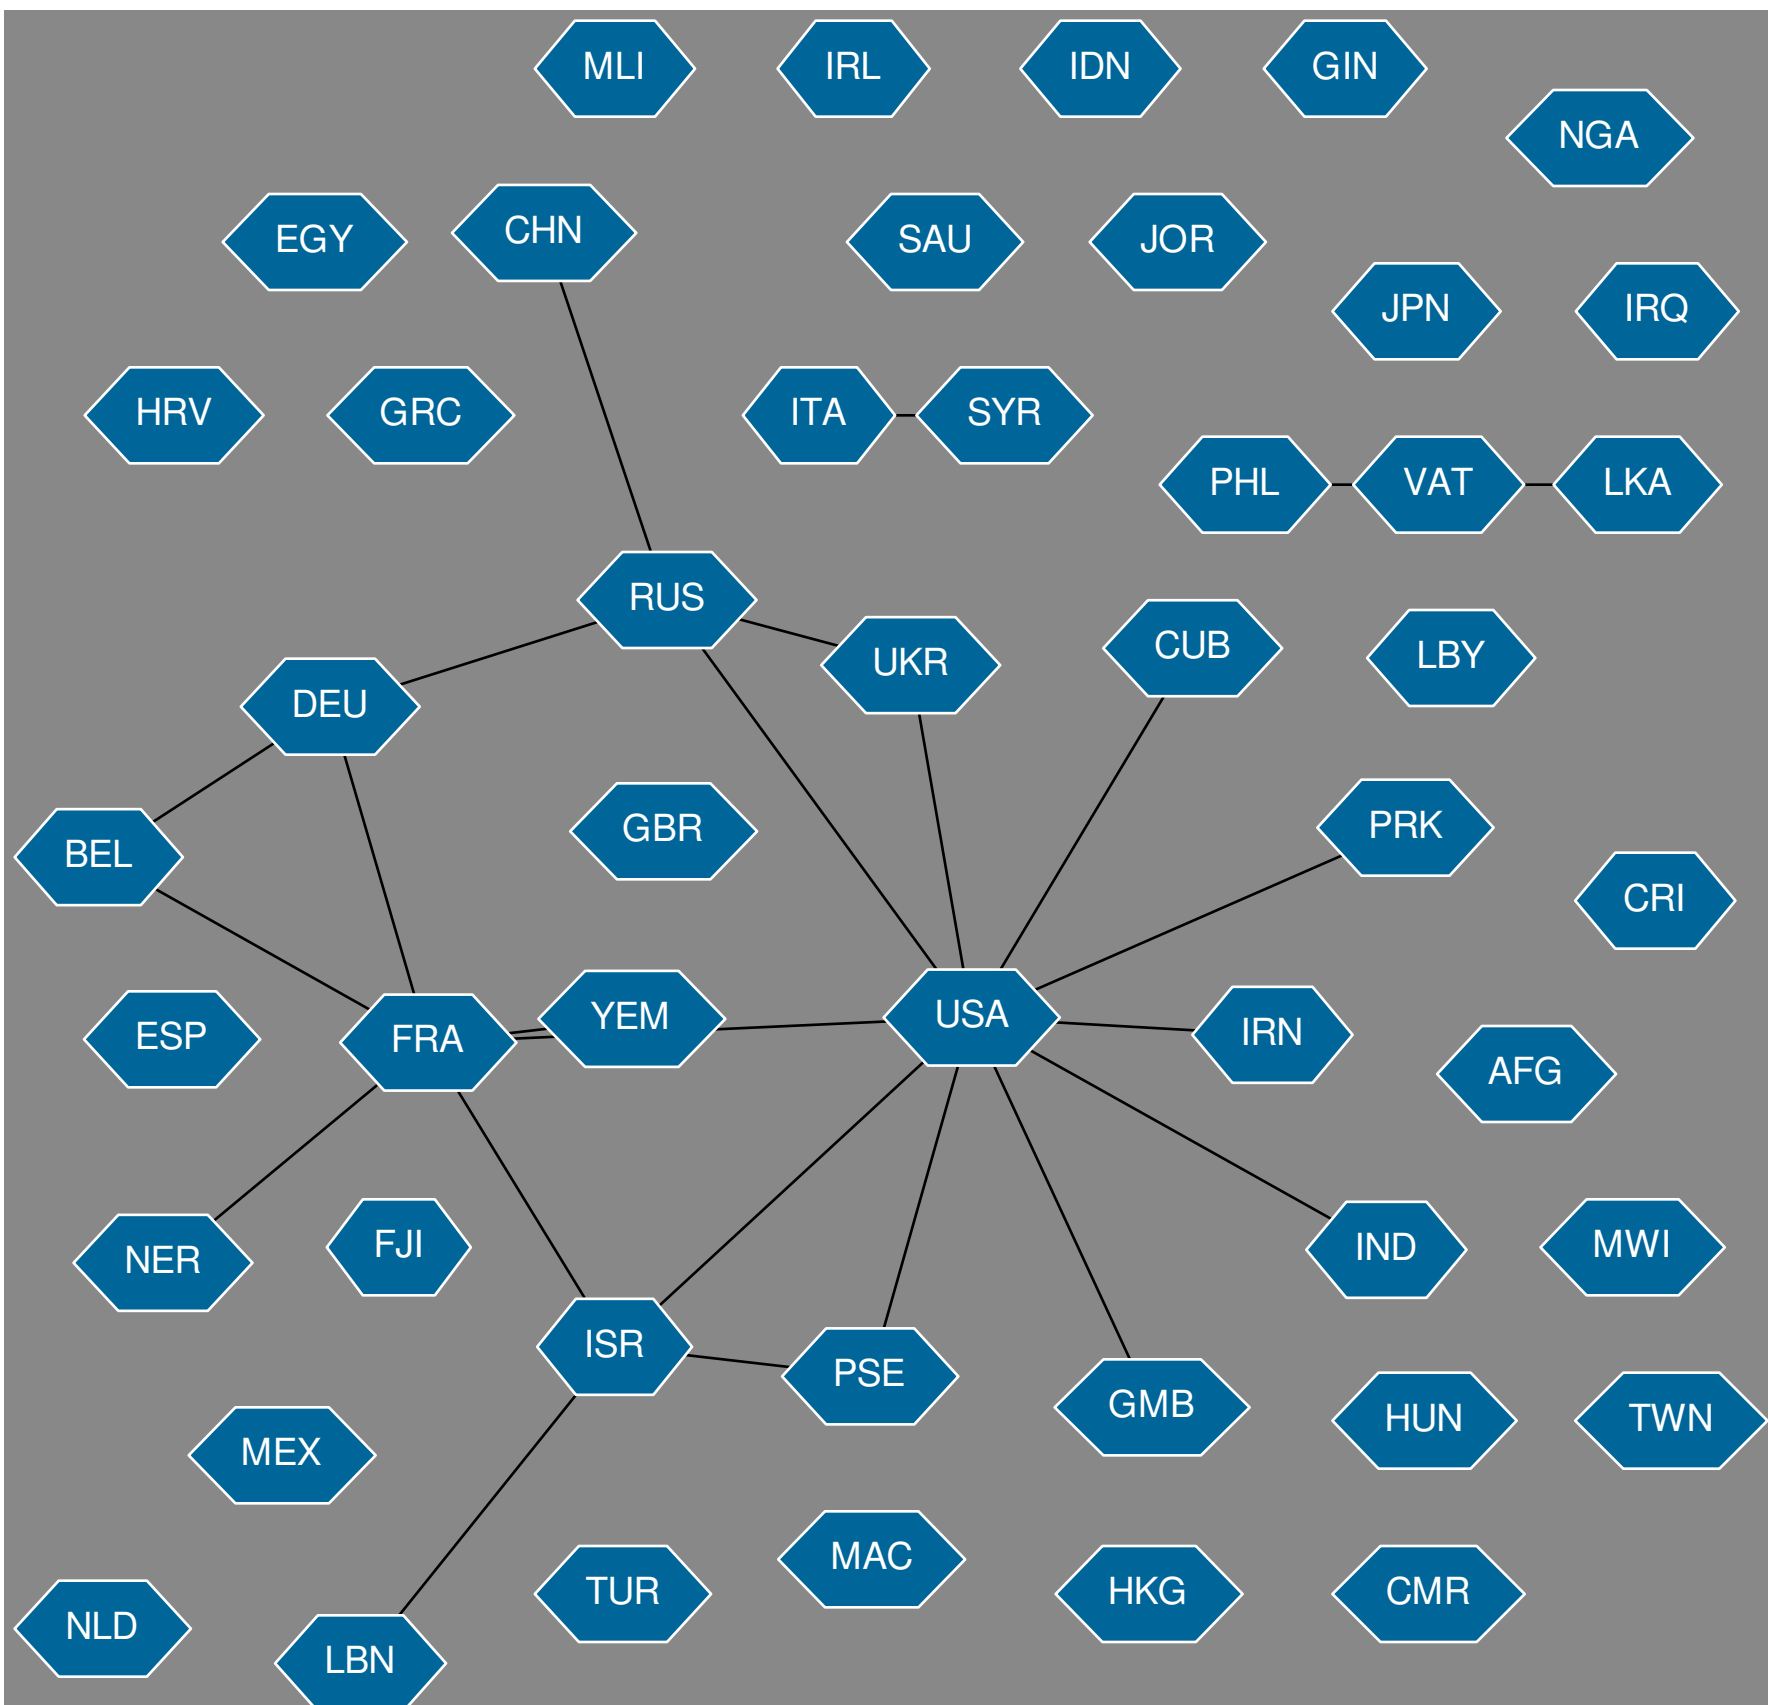 MLI
IRL
IDN
GIN
NGA
EGY
CHN
SAU
JOR
JPN
IRQ
HRV
GRC
ITA
SYR
PHL
VAT
LKA
RUS
UKR
CUB
LBY
DEU
GBR
PRK
BEL
CRI
ESP
FRA
YEM
USA
IRN
AFG
NER
FJI
IND
MWI
ISR
PSE
GMB
HUN
TWN
MEX
MAC
TUR
HKG
CMR
NLD
LBN